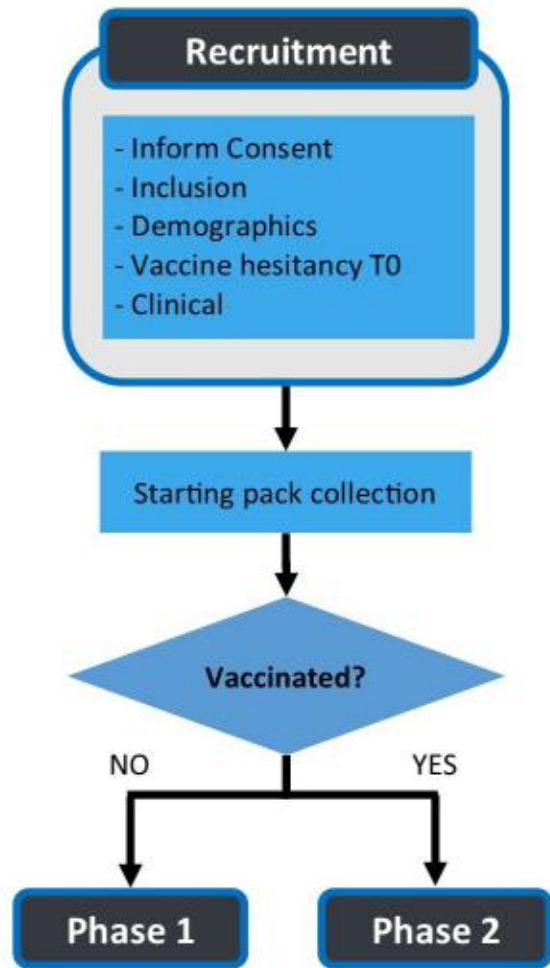 Recruitment
- Inform Consent
- Inclusion
- Demographics
- Vaccine hesitancy T0
- Clinical
Starting pack collection
Vaccinated?
NO
YES
Phase 1
Phase 2